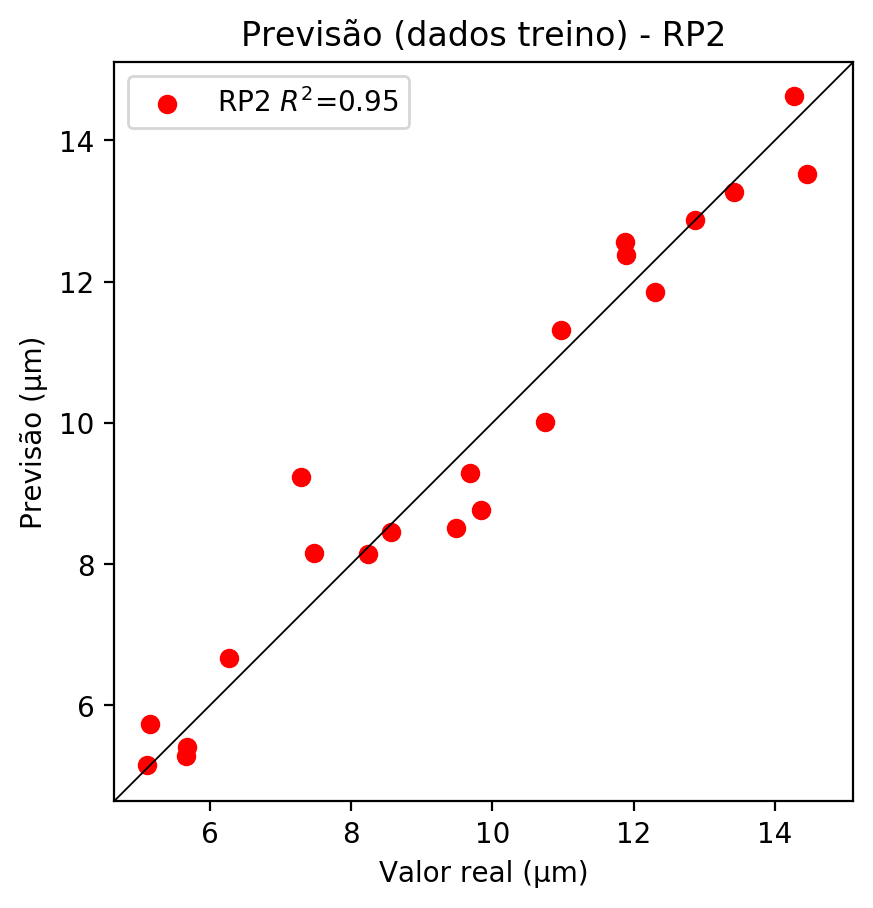 Previsão (dados treino) - RP2
RP2 R²=0.95
14
12
10
8
6
Previsão (μm)
6 8 10 12 14
Valor real (μm)